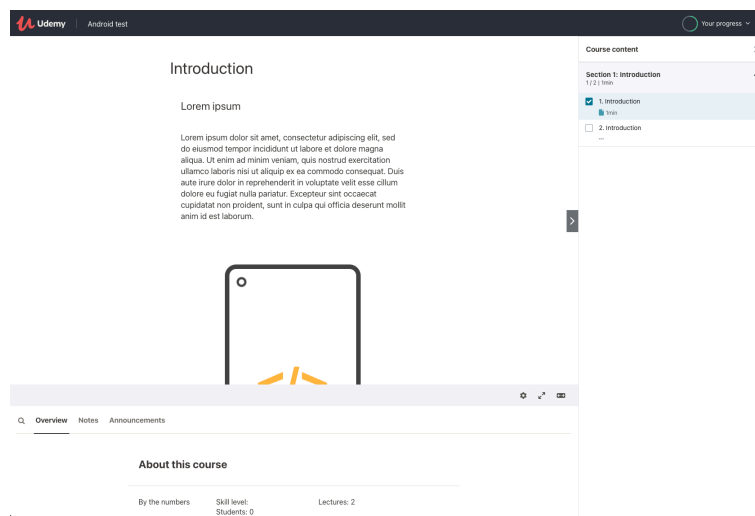 Udemy
Android test
Your progress
Introduction
Lorem ipsum
Lorem ipsum dolor sit amet, consectetur adipiscing elit, sed
do eiusmod tempor incididunt ut labore et dolore magna
aliqua. Ut enim ad minim veniam, quis nostrud exercitation
ullamco laboris nisi ut aliquip ex ea commodo consequat. Duis
aute irure dolor in reprehenderit in voluptate velit esse cillum
dolore eu fugiat nulla pariatur. Excepteur sint occaecat
cupidatat non proident, sunt in culpa qui officia deserunt mollit
anim id est laborum.
Course content
Section 1: Introduction
1 / 2 | 1min
1. Introduction
1min
2. Introduction
--
Overview Notes Announcements
About this course
By the numbers Skill level: Lectures: 2
Students: 0